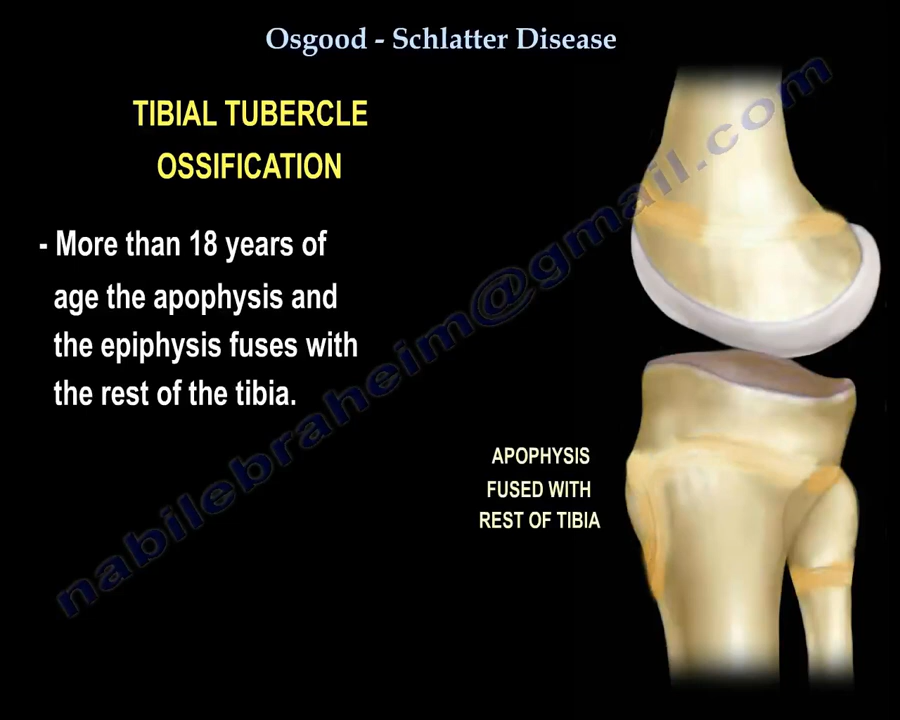 Osgood - Schlatter Disease
TIBIAL TUBERCLE
OSSIFICATION
- More than 18 years of
age the apophysis and
the epiphysis fuses with
the rest of the tibia.
APOPHYSIS
FUSED WITH
REST OF TIBIA
nabilebraheim@gmail.com